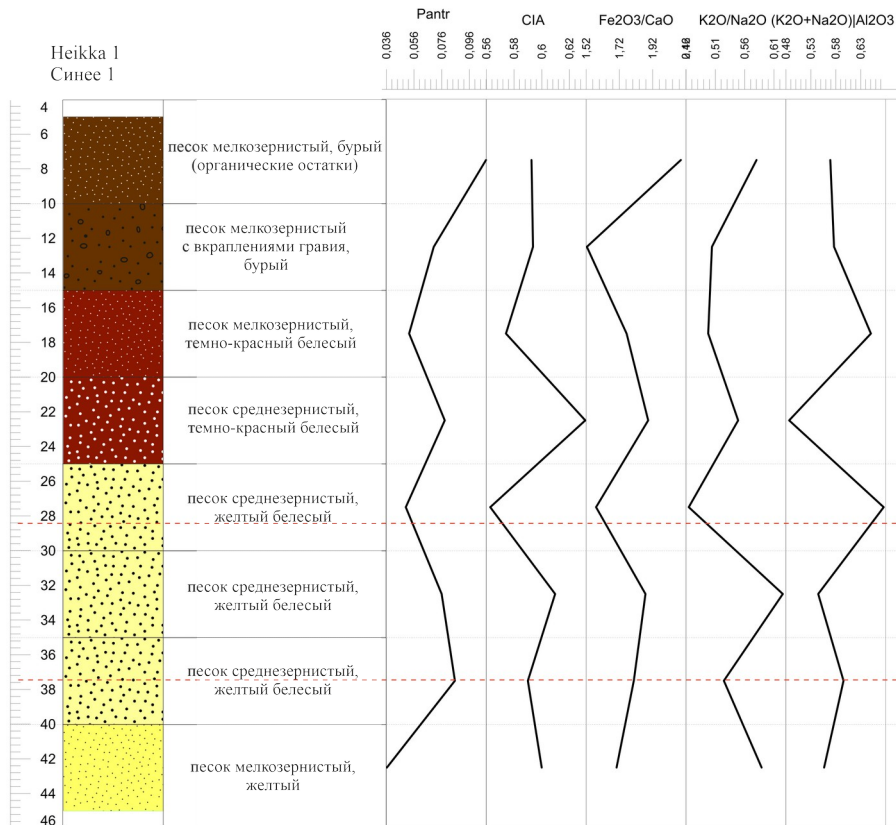 Heikka 1
Синее 1
Pantr
CIA
Fe2O3/CaO
K2O/Na2O
(K2O+Na2O)|Al2O3
0,036
0,056
0,076
0,096
0,56
0,58
0,6
0,62
1,52
1,72
1,92
0,51
0,56
0,61
0,48
0,53
0,58
0,63
4
6
8
10
12
14
16
18
20
22
24
26
28
30
32
34
36
38
40
42
44
46
песок мелкозернистый, бурый
(органические остатки)
песок мелкозернистый
с вкраплениями гравия,
бурый
песок мелкозернистый,
темно-красный белесый
песок среднезернистый,
темно-красный белесый
песок среднезернистый,
желтый белесый
песок среднезернистый,
желтый белесый
песок среднезернистый,
желтый белесый
песок мелкозернистый,
желтый